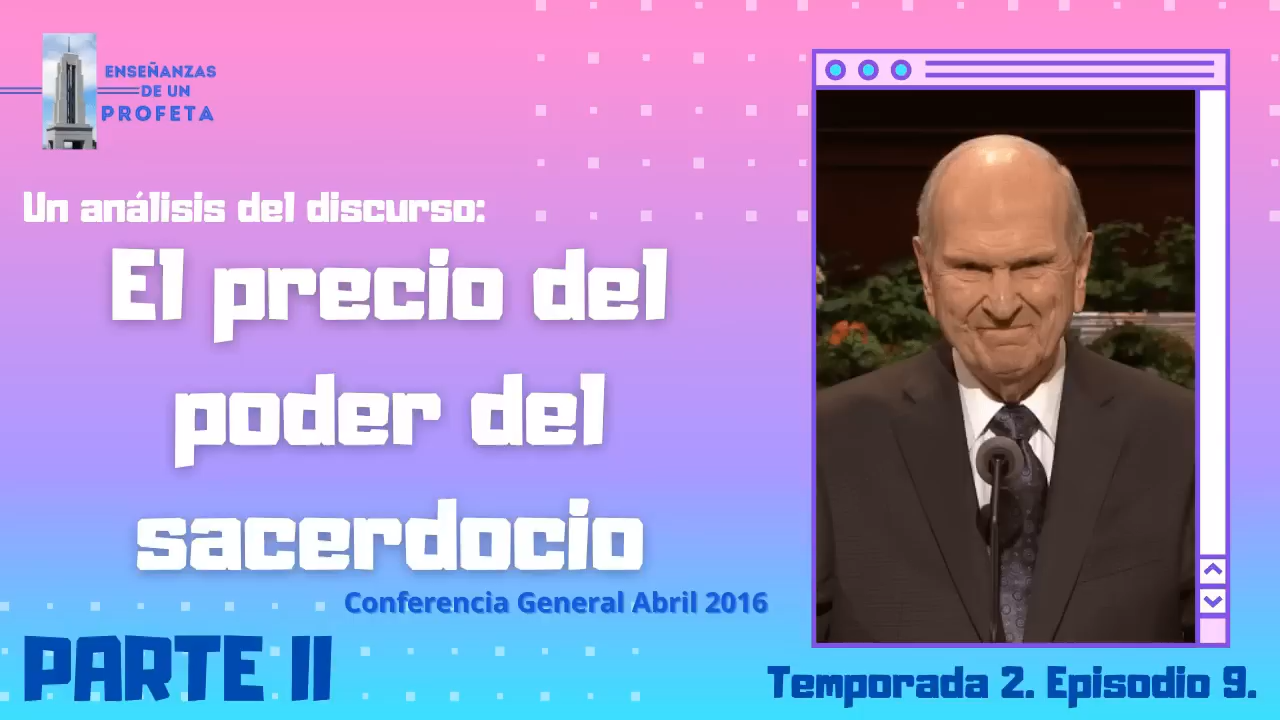 ENSEÑANZAS
DE UN
PROFETA
Un análisis del discurso:
El precio del
poder del
sacerdocio
Conferencia General Abril 2016
PARTE II
Temporada 2. Episodio 9.